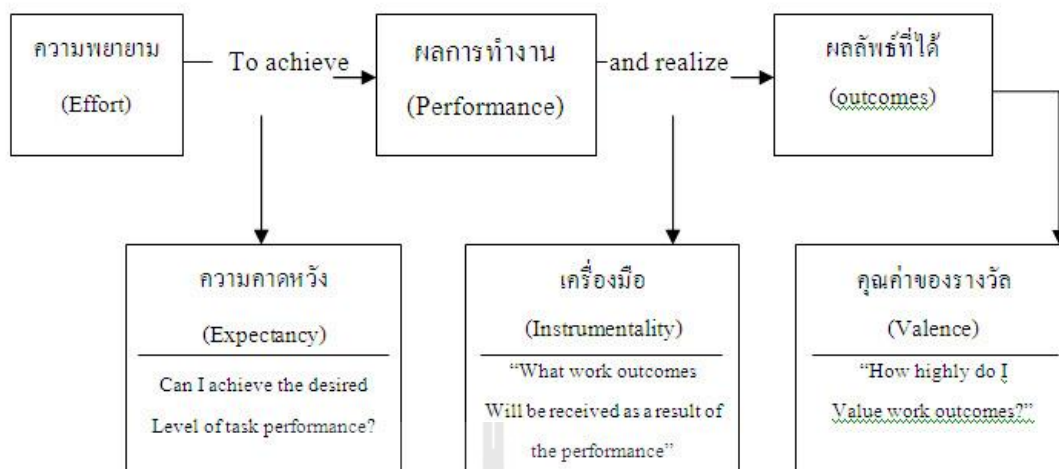 ความพยายาม
(Effort)
To achieve
ผลการทำงาน
(Performance)
and realize
ผลลัพธ์ที่ได้
(outcomes)
ความคาดหวัง
(Expectancy)
Can I achieve the desired
Level of task performance?
เครื่องมือ
(Instrumentality)
“What work outcomes
Will be received as a result of
the performance”
คุณค่าของรางวัล
(Valence)
“How highly do I
Value work outcomes?”